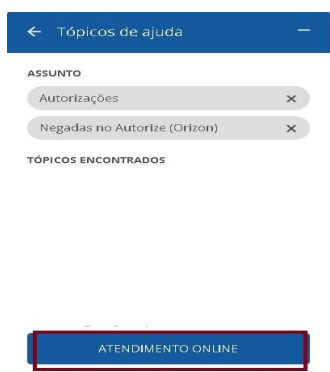 Tópicos de ajuda
ASSUNTO
Autorizações
Negadas no Autorize (Orizon)
TÓPICOS ENCONTRADOS
ATENDIMENTO ONLINE